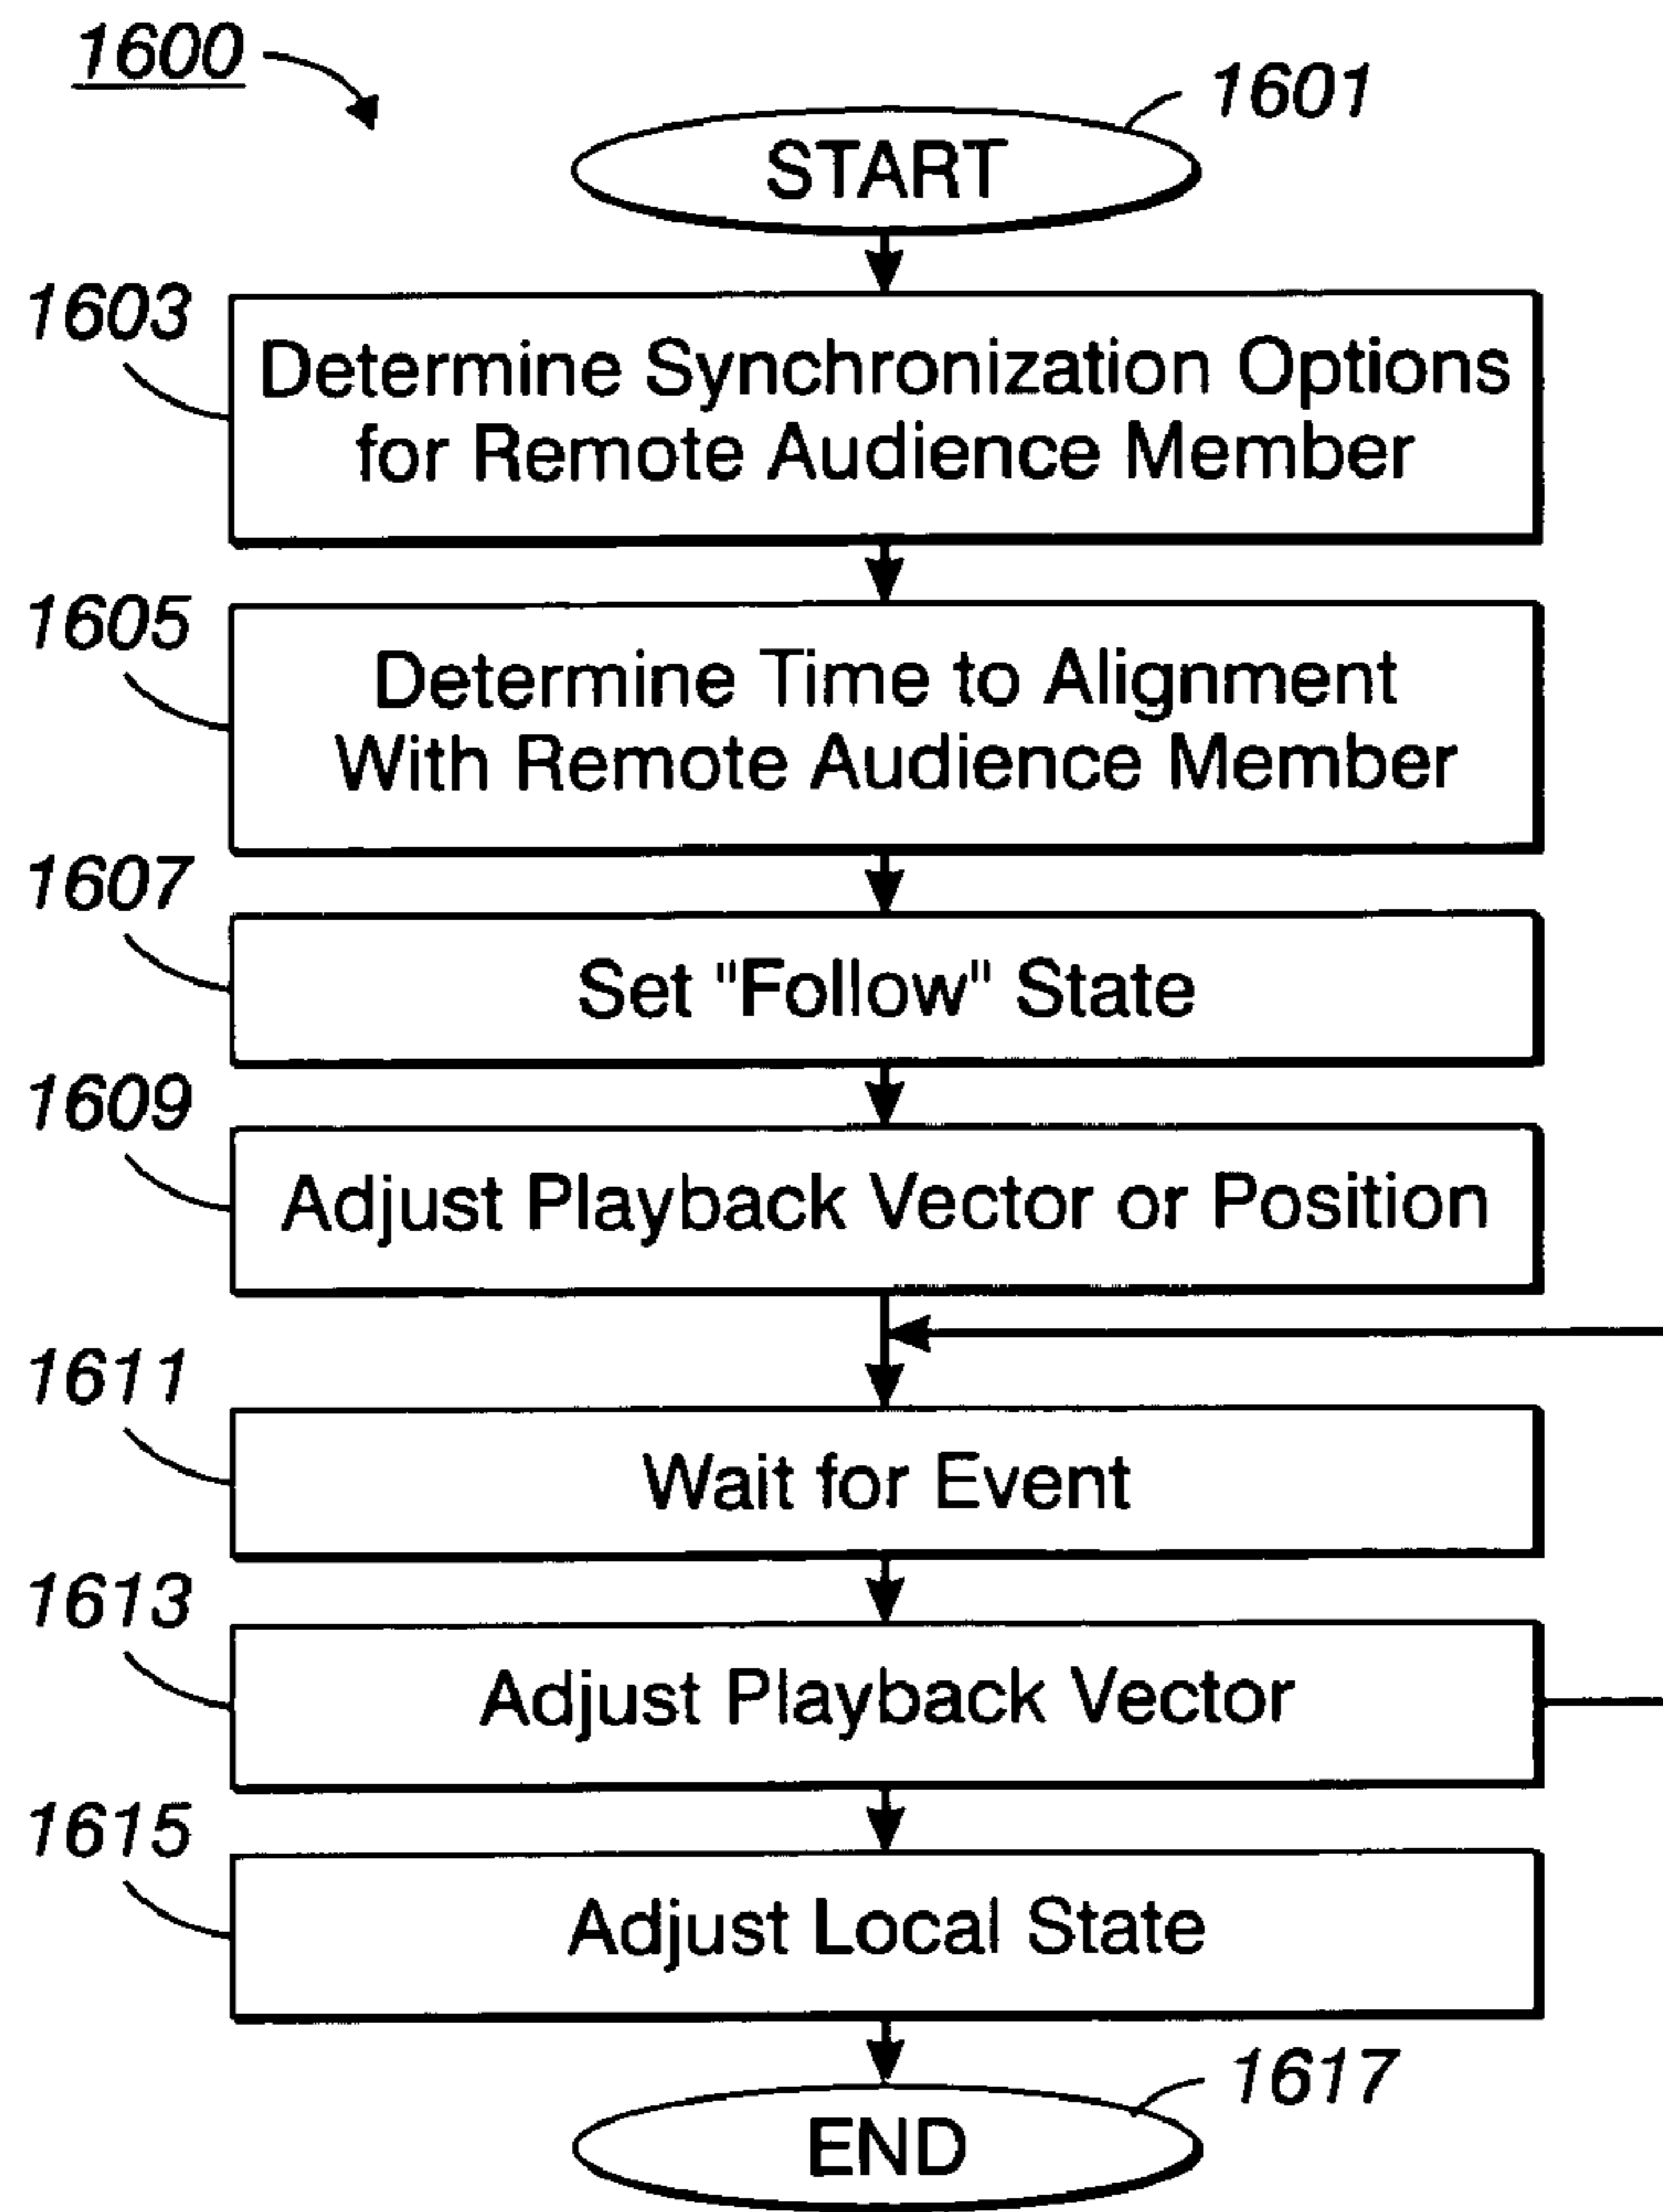 1600
1601
START
1603
Determine Synchronization Options
for Remote Audience Member
1605
Determine Time to Alignment
With Remote Audience Member
1607
Set "Follow" State
1609
Adjust Playback Vector or Position
1611
Wait for Event
1613
Adjust Playback Vector
1615
Adjust Local State
1617
END